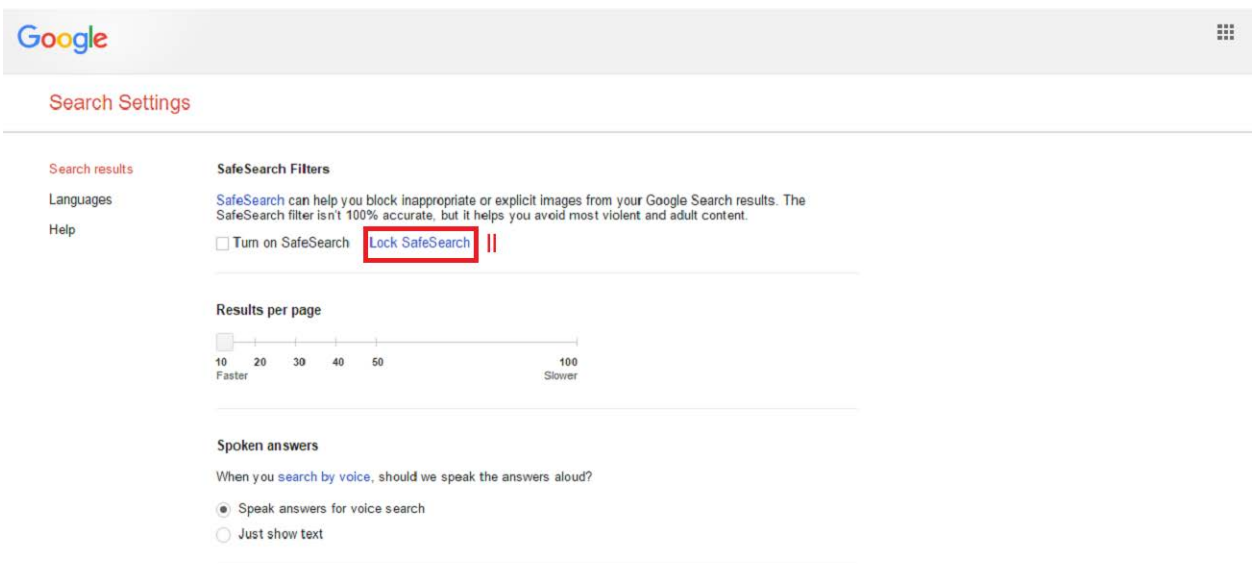 Google
Search Settings
Search results
Languages
Help
SafeSearch Filters
SafeSearch can help you block inappropriate or explicit images from your Google Search results. The
SafeSearch filter isn't 100% accurate, but it helps you avoid most violent and adult content.
Turn on SafeSearch Lock SafeSearch II
Results per page
10 20 30 40 50 100
Faster Slower
Spoken answers
When you search by voice, should we speak the answers aloud?
Speak answers for voice search
Just show text